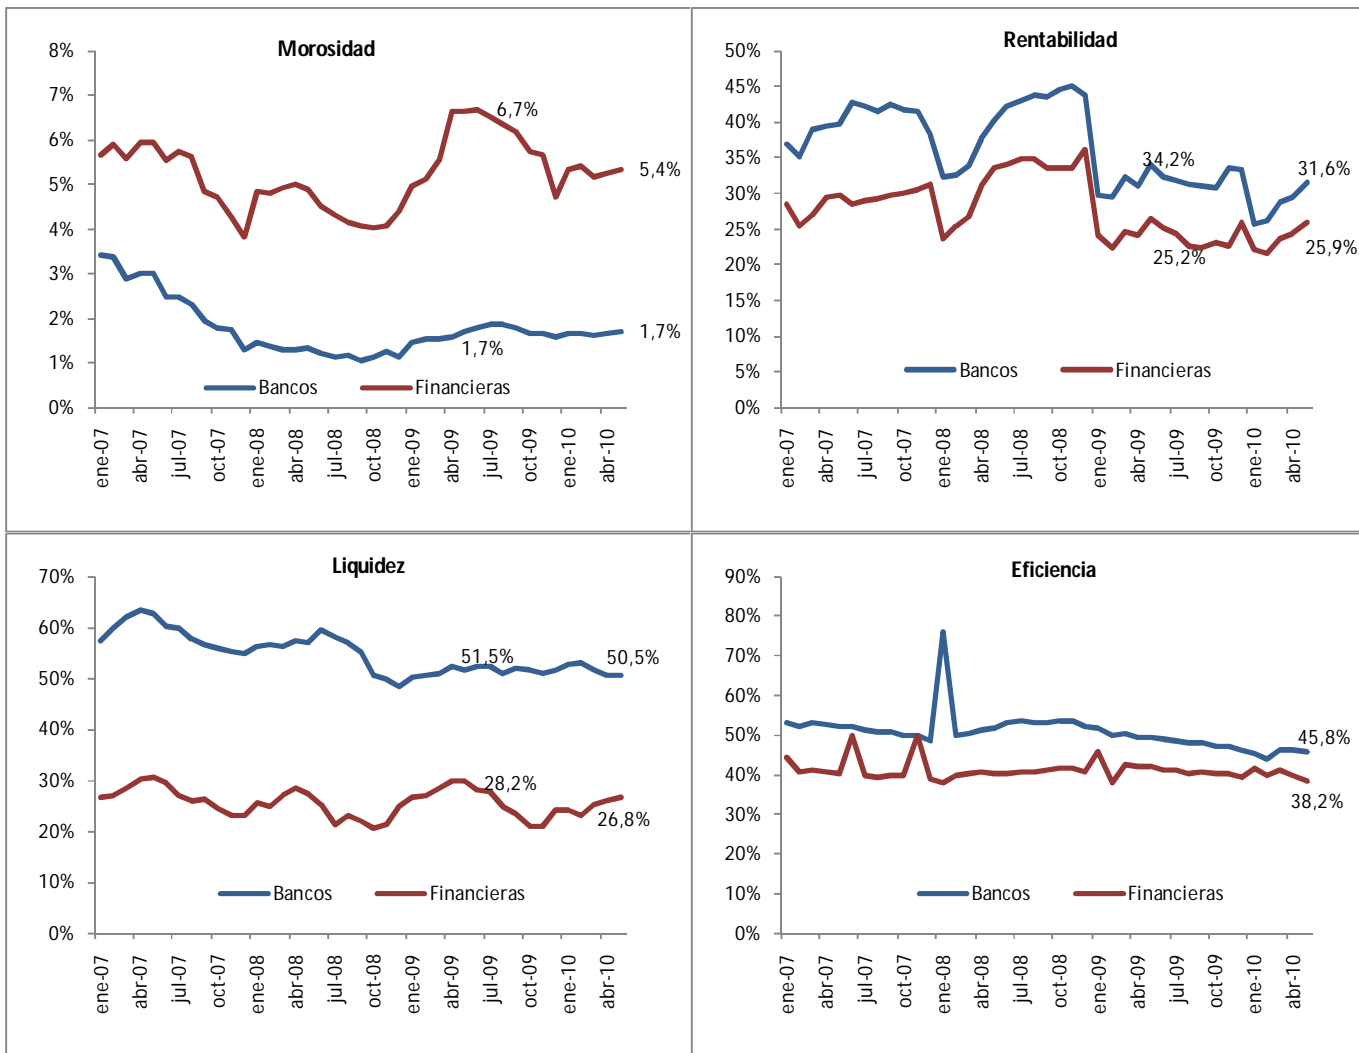 Morosidad
8%
7%
6%
5%
4%
3%
2%
1%
0%
6,7%
5,4%
1,7%
1,7%
Bancos
Financieras
ene-07
abr-07
jul-07
oct-07
ene-08
abr-08
jul-08
oct-08
ene-09
abr-09
jul-09
oct-09
ene-10
abr-10
Rentabilidad
50%
45%
40%
35%
30%
25%
20%
15%
10%
5%
0%
34,2%
31,6%
25,2%
25,9%
Bancos
Financieras
ene-07
abr-07
jul-07
oct-07
ene-08
abr-08
jul-08
oct-08
ene-09
abr-09
jul-09
oct-09
ene-10
abr-10
Liquidez
70%
60%
50%
40%
30%
20%
10%
0%
51,5%
50,5%
28,2%
26,8%
Bancos
Financieras
ene-07
abr-07
jul-07
oct-07
ene-08
abr-08
jul-08
oct-08
ene-09
abr-09
jul-09
oct-09
ene-10
abr-10
Eficiencia
90%
80%
70%
60%
50%
40%
30%
20%
10%
0%
45,8%
38,2%
Bancos
Financieras
ene-07
abr-07
jul-07
oct-07
ene-08
abr-08
jul-08
oct-08
ene-09
abr-09
jul-09
oct-09
ene-10
abr-10